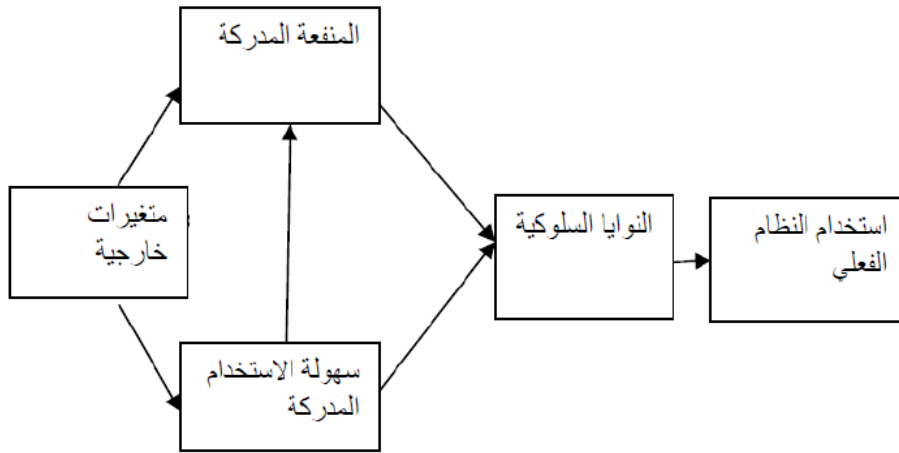 المنفعة المدركة
متغيرات
خارجية
النوايا السلوكية
استخدام النظام
الفعلي
سهولة الاستخدام
المدركة